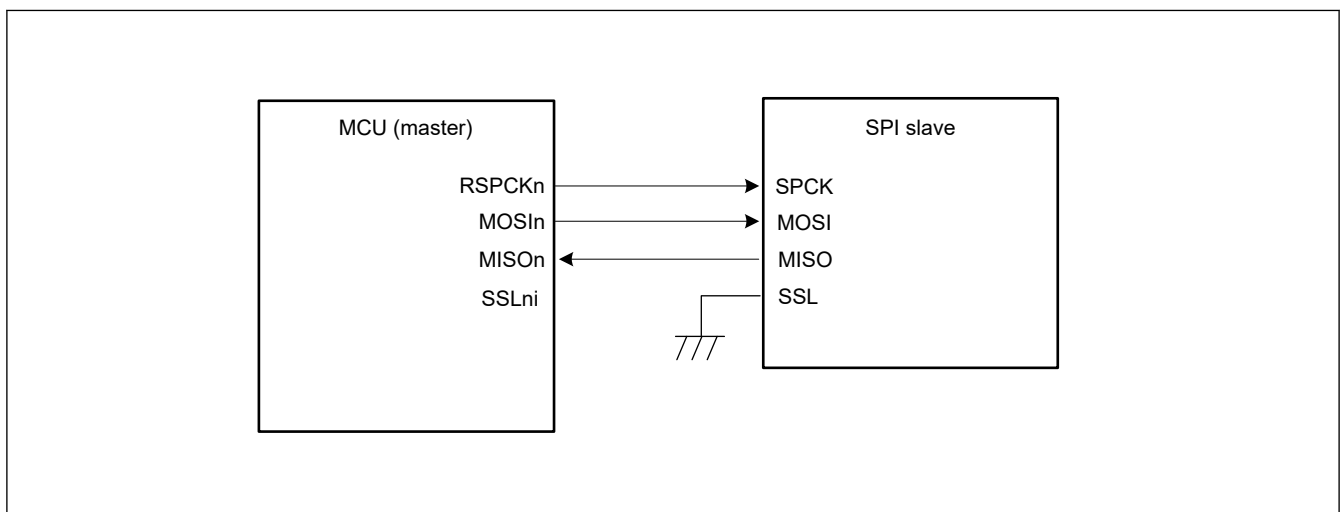 MCU (master)
SPI slave
RSPCKn
SPCK
MOSIn
MOSI
MISOn
MISO
SSLni
SSL